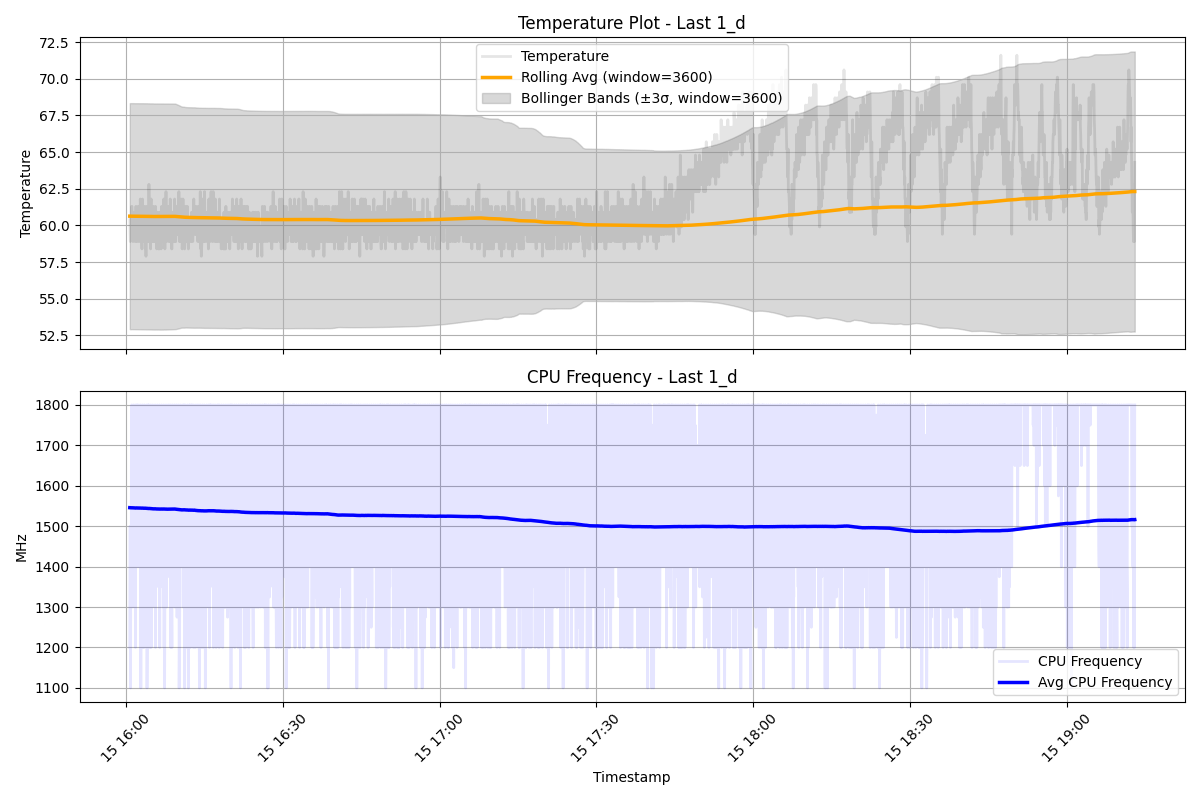 Temperature Plot - Last 1_d
Temperature
Rolling Avg (window=3600)
Bollinger Bands (±3σ, window=3600)
72.5
70.0
67.5
65.0
62.5
60.0
57.5
55.0
52.5
Temperature
CPU Frequency - Last 1_d
1800
1700
1600
1500
1400
1300
1200
1100
MHz
CPU Frequency
Avg CPU Frequency
15 16:00
15 16:30
15 17:00
15 17:30
15 18:00
15 18:30
15 19:00
Timestamp